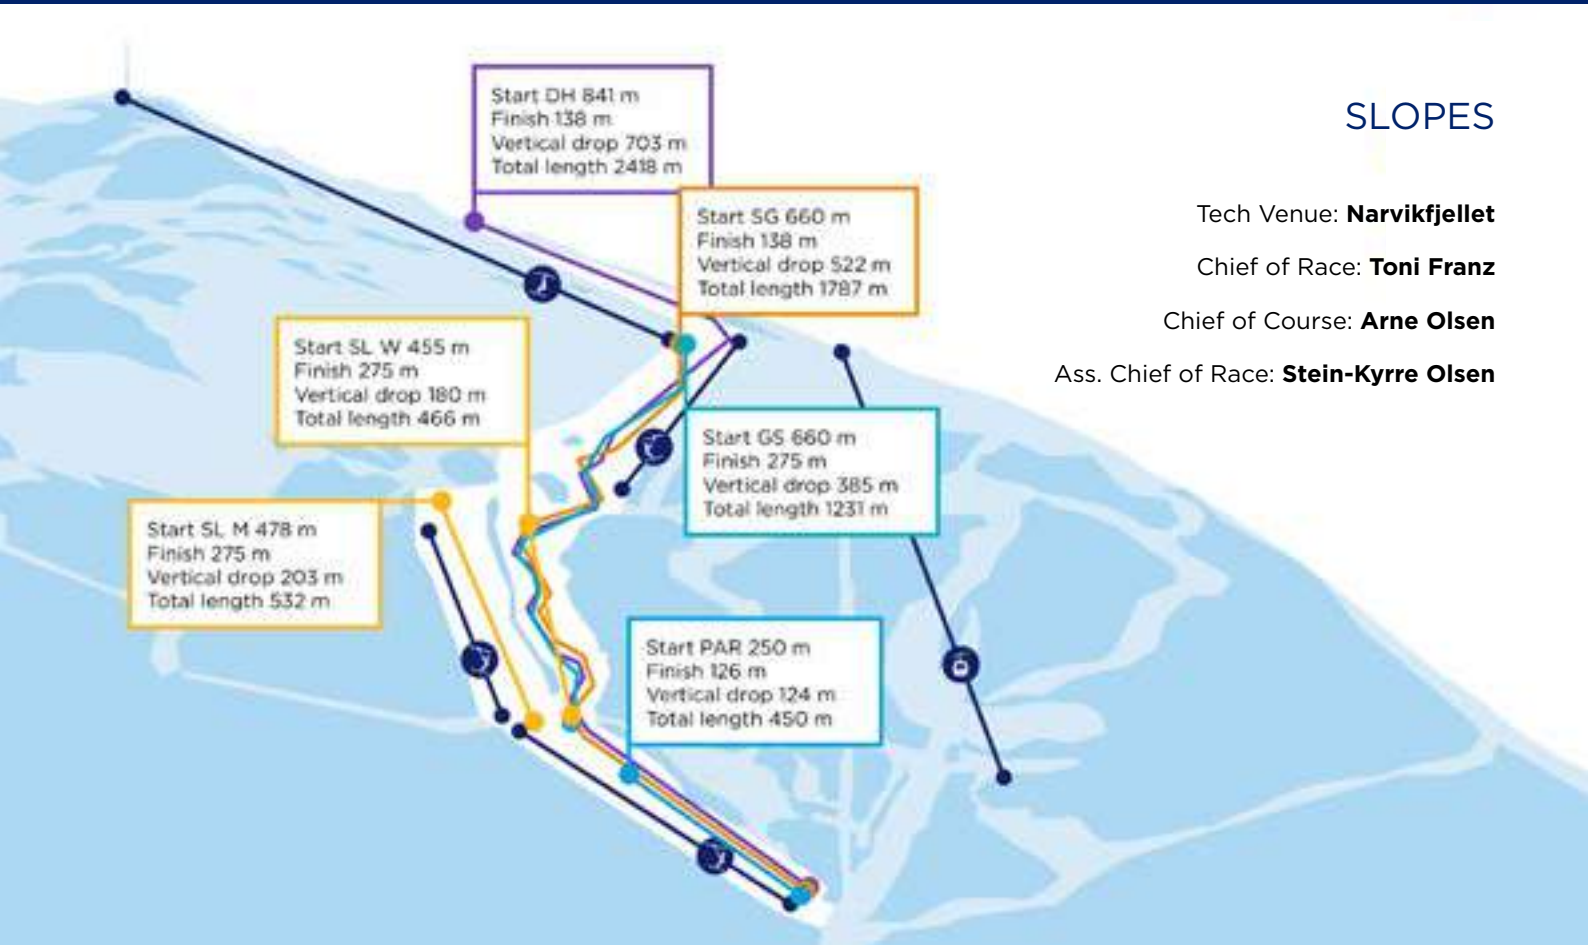 Start DH 841 m
Finish 138 m
Vertical drop 703 m
Total length 2418 m
Start SG 660 m
Finish 138 m
Vertical drop 522 m
Total length 1787 m
Start SL W 455 m
Finish 275 m
Vertical drop 180 m
Total length 466 m
Start GS 660 m
Finish 275 m
Vertical drop 385 m
Total length 1231 m
Start SL M 478 m
Finish 275 m
Vertical drop 203 m
Total length 532 m
Start PAR 250 m
Finish 126 m
Vertical drop 124 m
Total length 450 m
SLOPES
Tech Venue: Narvikfjellet
Chief of Race: Toni Franz
Chief of Course: Arne Olsen
Ass. Chief of Race: Stein-Kyrre Olsen